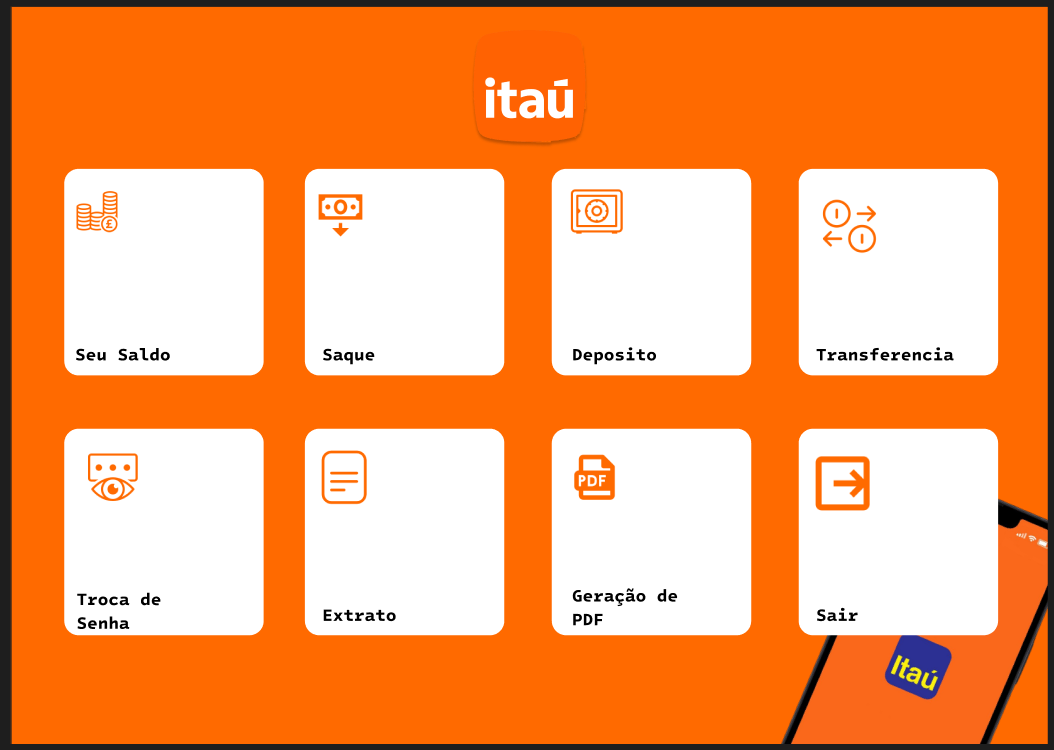 itaú
Seu Saldo
Saque
Deposito
Transferencia
Troca de
Senha
Extrato
PDF
Geração de
PDF
Sair
Itaú